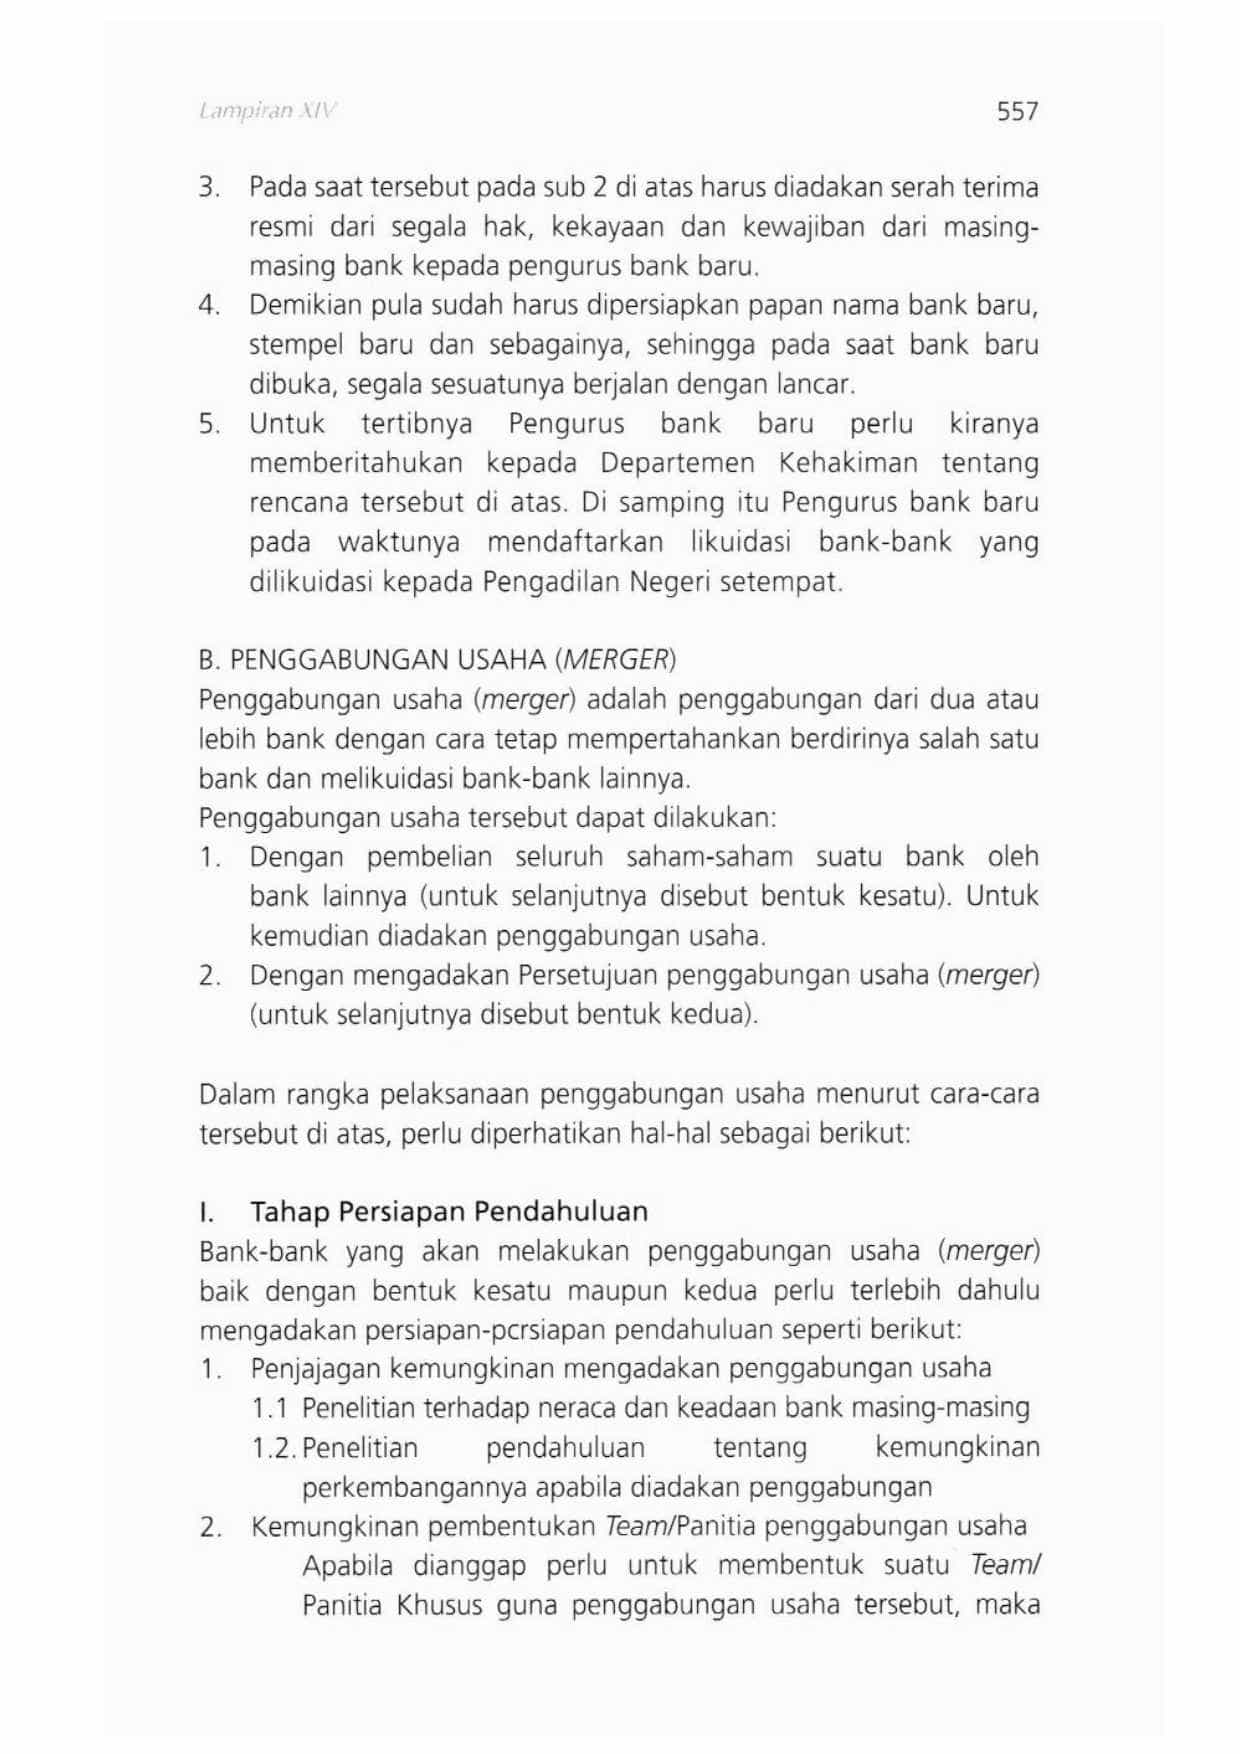 Lampiran XIV 557
3. Pada saat tersebut pada sub 2 di atas harus diadakan serah terima
resmi dari segala hak, kekayaan dan kewajiban dari masing-
masing bank kepada pengurus bank baru.
4. Demikian pula sudah harus dipersiapkan papan nama bank baru,
stempel baru dan sebagainya, sehingga pada saat bank baru
dibuka, segala sesuatunya berjalan dengan lancar.
5. Untuk tertibnya Pengurus bank baru perlu kiranya
memberitahukan kepada Departemen Kehakiman tentang
rencana tersebut di atas. Di samping itu Pengurus bank baru
pada waktunya mendaftarkan likuidasi bank-bank yang
dilikuidasi kepada Pengadilan Negeri setempat.
B. PENGGABUNGAN USAHA (MERGER)
Penggabungan usaha (merger) adalah penggabungan dari dua atau
lebih bank dengan cara tetap mempertahankan berdirinya salah satu
bank dan melikuidasi bank-bank lainnya.
Penggabungan usaha tersebut dapat dilakukan:
1. Dengan pembelian seluruh saham-saham suatu bank oleh
bank lainnya (untuk selanjutnya disebut bentuk kesatu). Untuk
kemudian diadakan penggabungan usaha.
2. Dengan mengadakan Persetujuan penggabungan usaha (merger)
(untuk selanjutnya disebut bentuk kedua).
Dalam rangka pelaksanaan penggabungan usaha menurut cara-cara
tersebut di atas, perlu diperhatikan hal-hal sebagai berikut:
I. Tahap Persiapan Pendahuluan
Bank-bank yang akan melakukan penggabungan usaha (merger)
baik dengan bentuk kesatu maupun kedua perlu terlebih dahulu
mengadakan persiapan-pcrsiapan pendahuluan seperti berikut:
1. Penjajagan kemungkinan mengadakan penggabungan usaha
1.1 Penelitian terhadap neraca dan keadaan bank masing-masing
1.2. Penelitian pendahuluan tentang kemungkinan
perkembangannya apabila diadakan penggabungan
2. Kemungkinan pembentukan Team/Panitia penggabungan usaha
Apabila dianggap perlu untuk membentuk suatu Team/
Panitia Khusus guna penggabungan usaha tersebut, maka